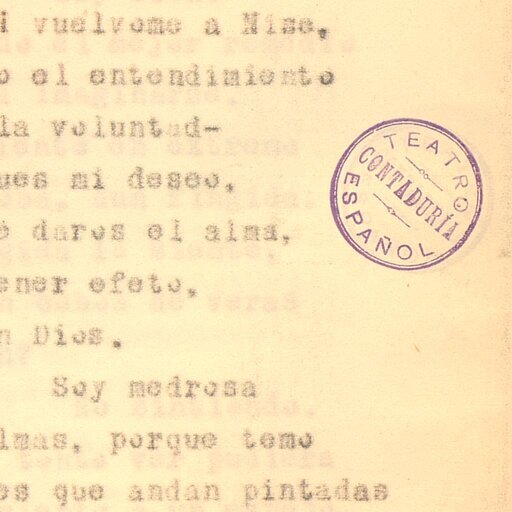 vuélvome a Nise,
o el entendimiento
la voluntad-
ues mi deseo,
daros el alma,
ener efeto,
n Dios.
Soy medrosa
lmas, porque temo
os que andan pintadas
TEATRO
CONTADURÍA
ESPAÑOL